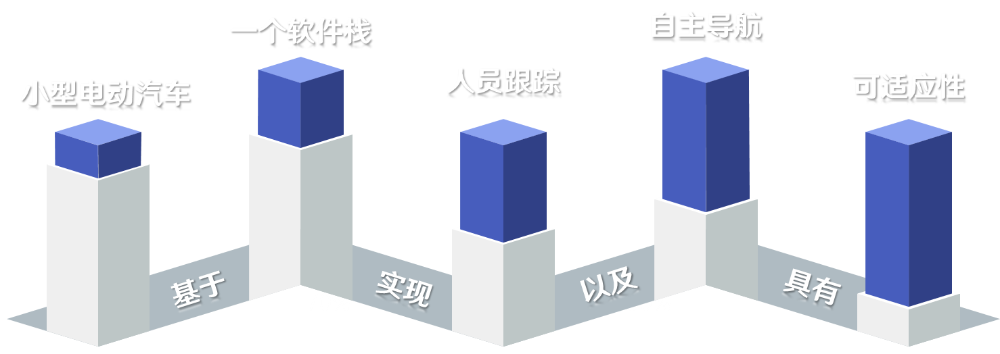 小型电动汽车
基于
一个软件栈
实现
人员跟踪
以及
自主导航
具有
可适应性